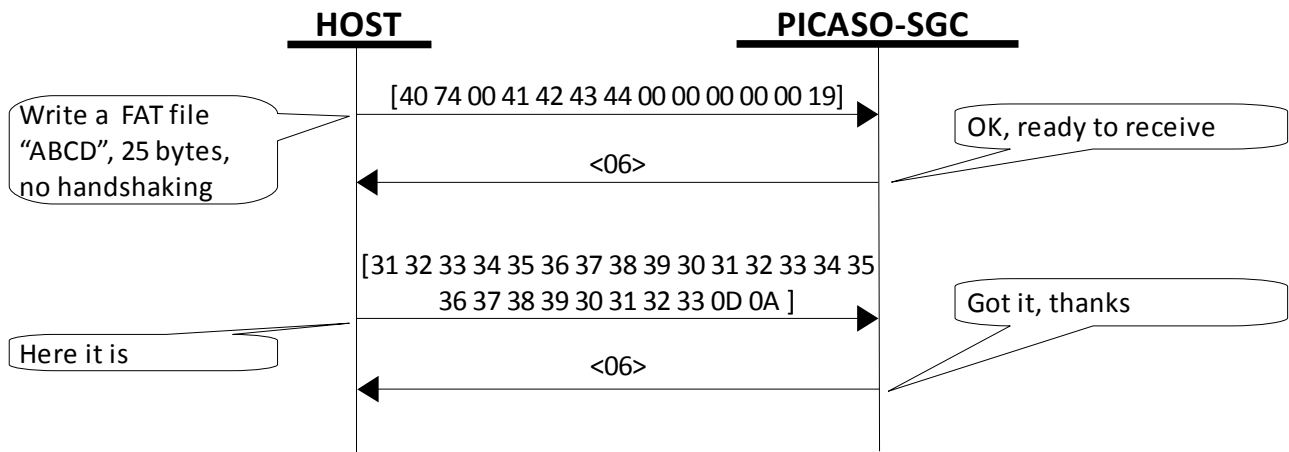 HOST
PICASO-SGC
[40 74 00 41 42 43 44 00 00 00 00 00 19]
Write a FAT file
“ABCD”, 25 bytes,
no handshaking
OK, ready to receive
<06>
[31 32 33 34 35 36 37 38 39 30 31 32 33 34 35
36 37 38 39 30 31 32 33 0D 0A ]
Got it, thanks
Here it is
<06>